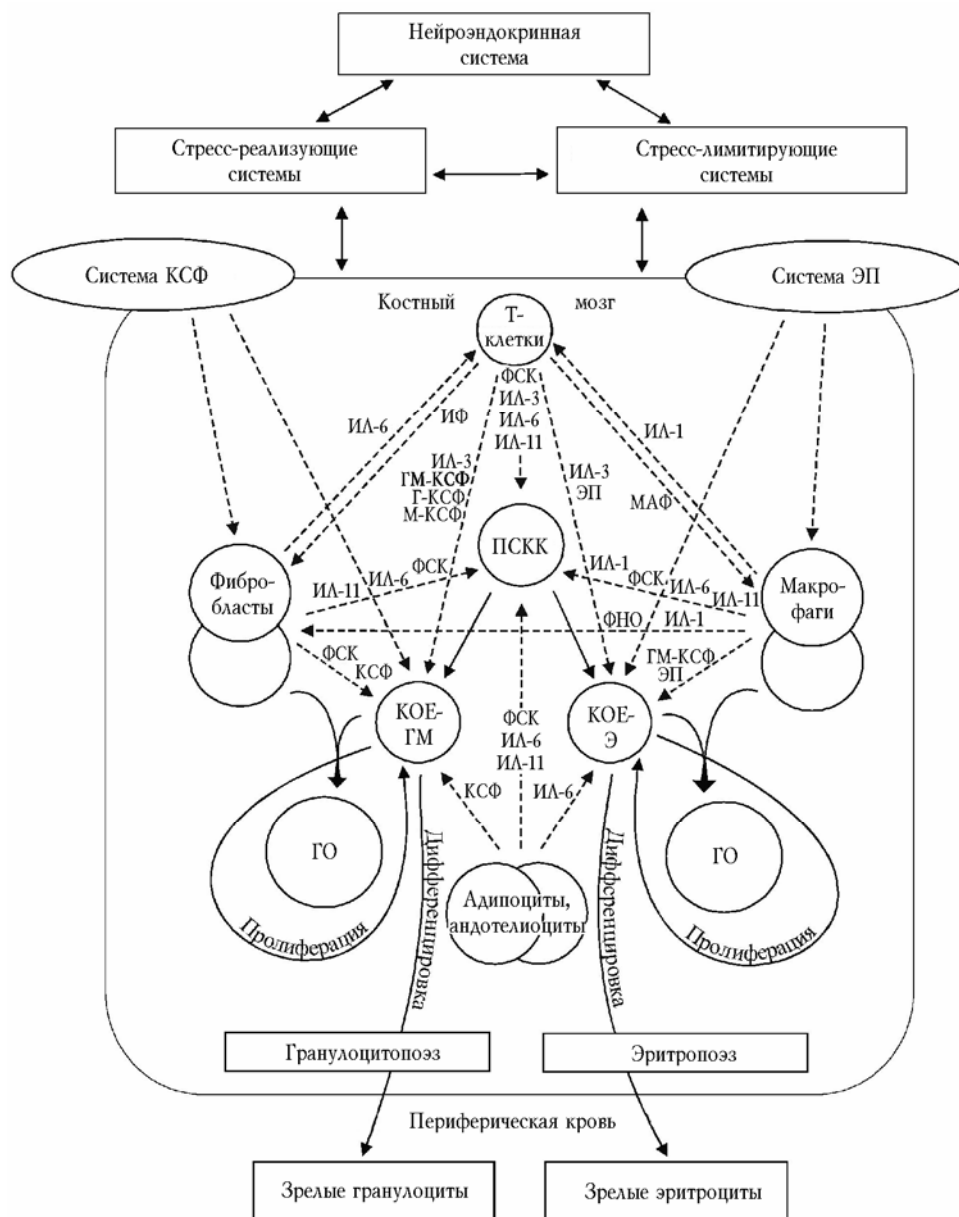 Нейроэндокринная
система
Стресс-реализующие
системы
Стресс-лимитирующие
системы
Система КСФ
Система ЭП
Костный мозг
Т-
клетки
ФСК
ИЛ-3
ИЛ-6
ИЛ-11
ИЛ-6
ИФ
ИЛ-1
МАФ
ИЛ-3
ГМ-КСФ
Г-КСФ
М-КСФ
ИЛ-3
ЭП
ПСКК
Фибро-
бласты
ИЛ-11
ИЛ-6
ФСК
ИЛ-1
ФСК
ИЛ-6
ИЛ-11
Макро-
фаги
ФНО
ИЛ-1
ФСК
КСФ
ГМ-КСФ
ЭП
КОЕ-
ГМ
ФСК
ИЛ-6
ИЛ-11
КОЕ-
Э
КСФ
ИЛ-6
ГО
ГО
Адипоциты,
андотелиоциты
Пролиферация
Дифференцировка
Дифференцировка
Пролиферация
Гранулоцитопоэз
Эритропоэз
Периферическая кровь
Зрелые гранулоциты
Зрелые эритроциты